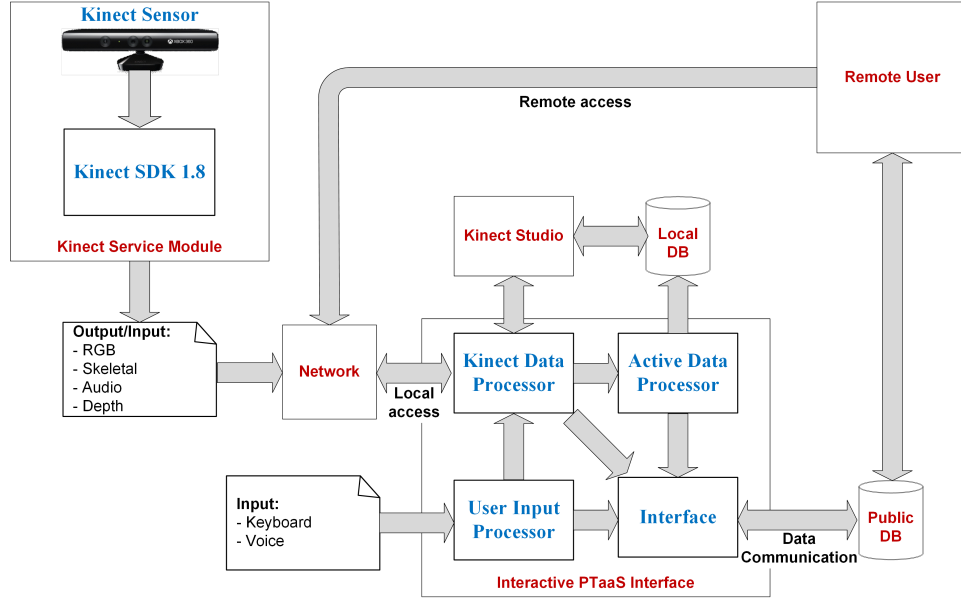 Kinect Sensor
XBOX 360
Kinect SDK 1.8
Kinect Service Module
Remote User
Remote access
Kinect Studio
Local
DB
Output/Input:
- RGB
- Skeletal
- Audio
- Depth
Network
Local
access
Kinect Data
Processor
Active Data
Processor
Input:
- Keyboard
- Voice
User Input
Processor
Interface
Data
Communication
Public
DB
Interactive PTaaS Interface